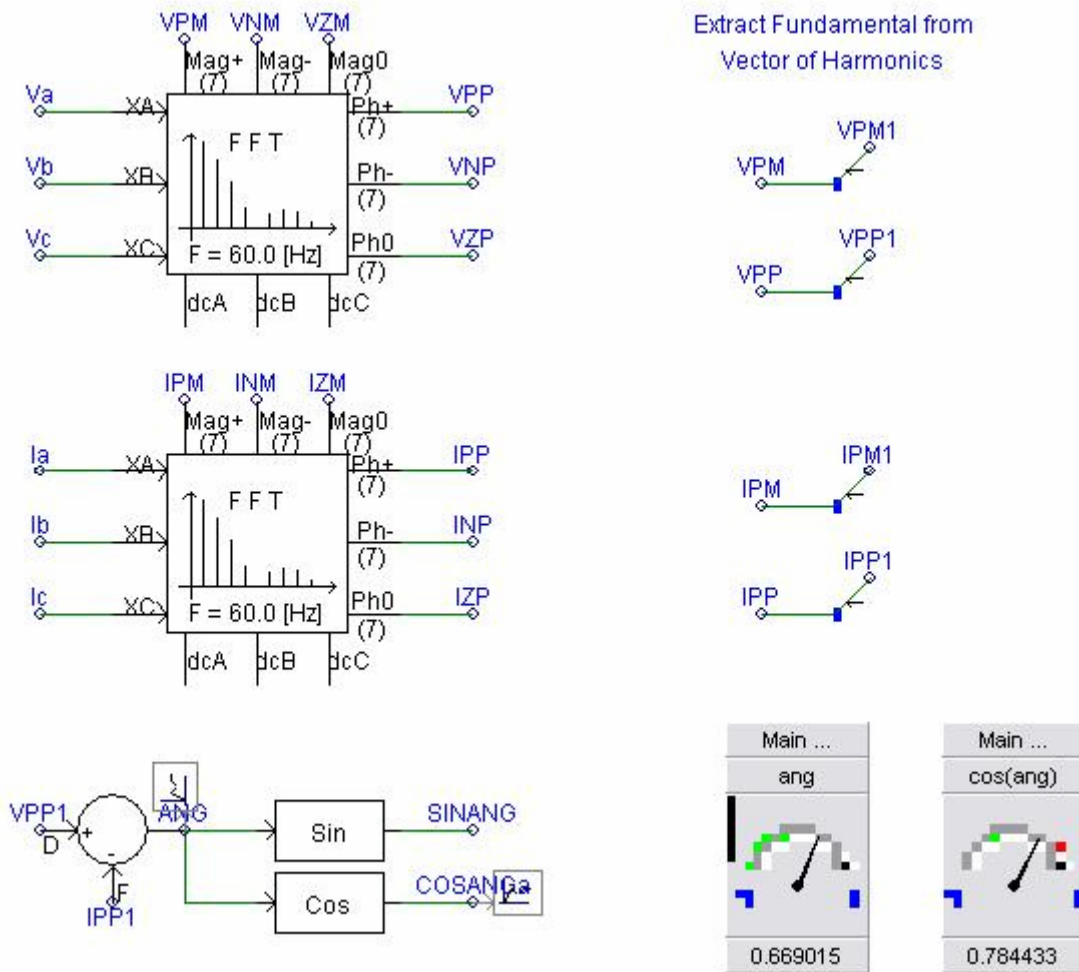 VPM VNM VZM
Mag+ Mag- Mag0
(7) (7) (7)
Va XA Ph+ VPP
(7)
FFT
Vb XB Ph- VNP
(7)
Vc XC Ph0 VZP
F = 60.0 [Hz] (7)
dcA dcB dcC
Extract Fundamental from
Vector of Harmonics
VPM1
VPM
VPP1
VPP
IPM INM IZM
Mag+ Mag- Mag0
(7) (7) (7)
Ia XA Ph+ IPP
(7)
FFT
Ib XB Ph- INP
(7)
Ic XC Ph0 IZP
F = 60.0 [Hz] (7)
dcA dcB dcC
IPM1
IPM
IPP1
IPP
VPP1 + D - F IPP1
ANG
Sin SINANG
Cos COSANGa
Main ...
ang
0.669015
Main ...
cos(ang)
0.784433